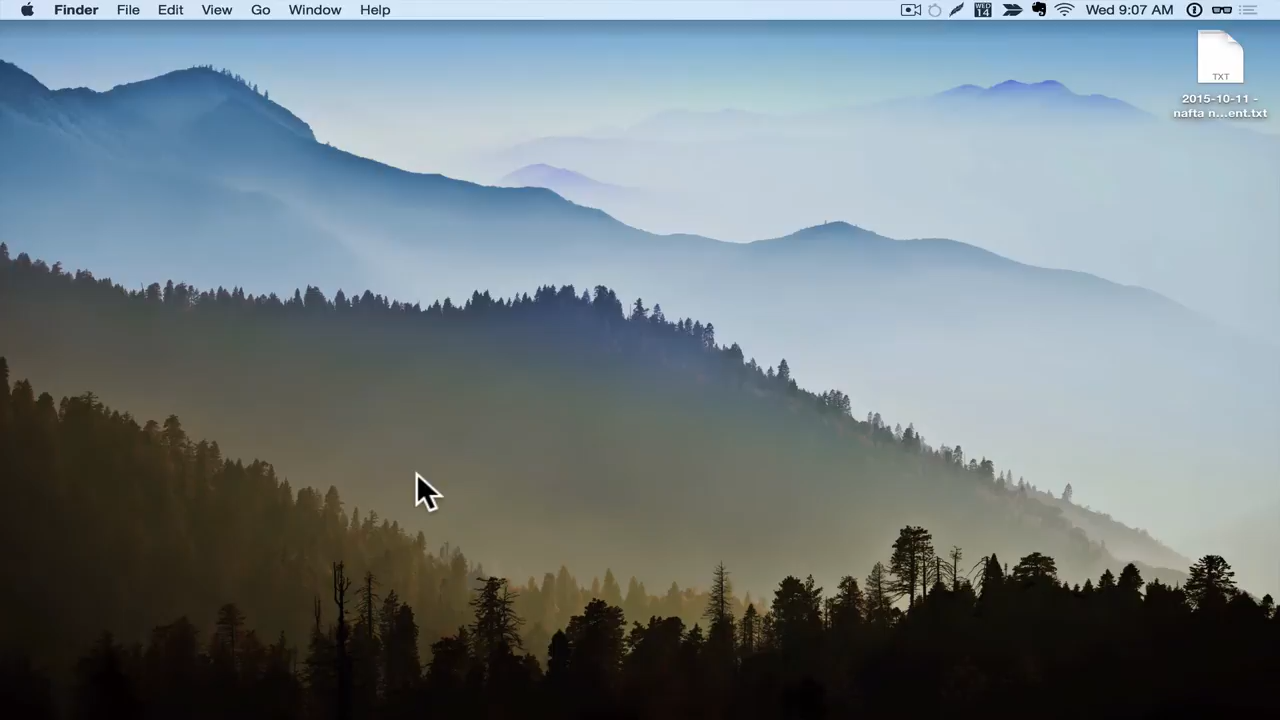 Finder File Edit View Go Window Help WED 14 Wed 9:07 AM
TXT
2015-10-11 -
nafta n...ent.txt